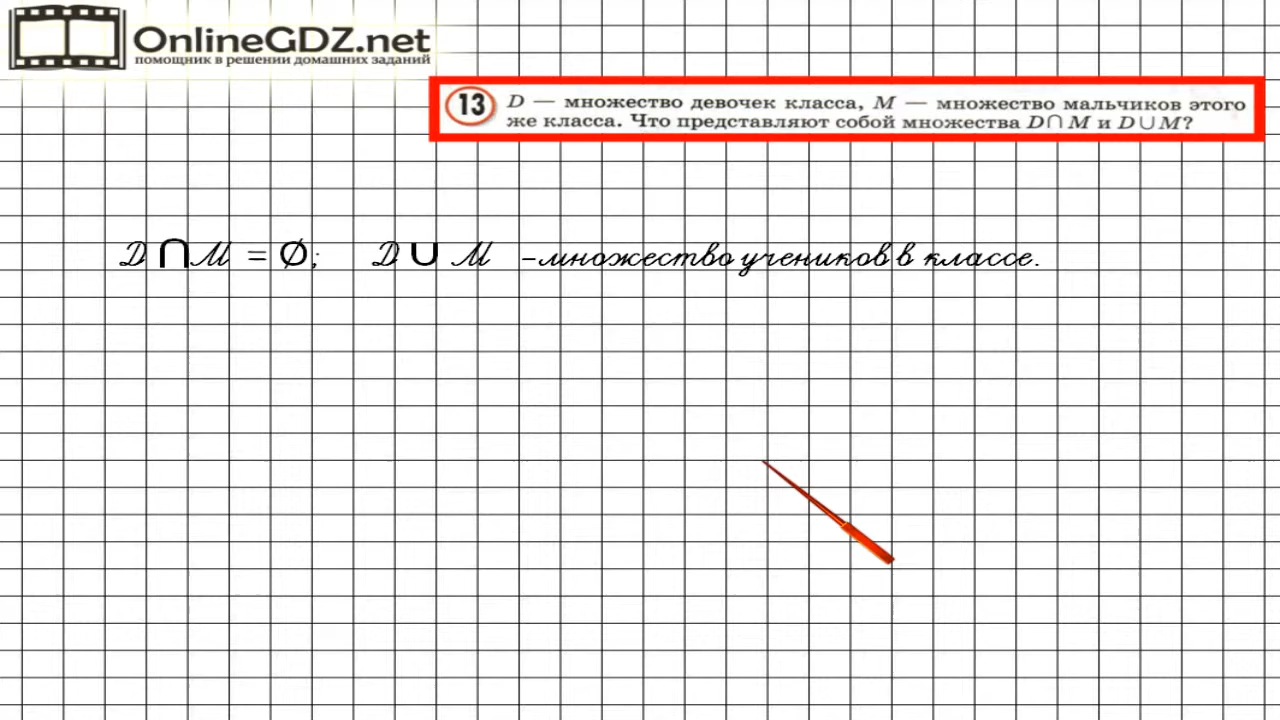 OnlineGDZ.net
помощник в решении домашних заданий
13 D — множество девочек класса, M — множество мальчиков этого
же класса. Что представляют собой множества D∩M и D∪M?
D ∩ M = ∅; D ∪ M -множество учеников в классе.